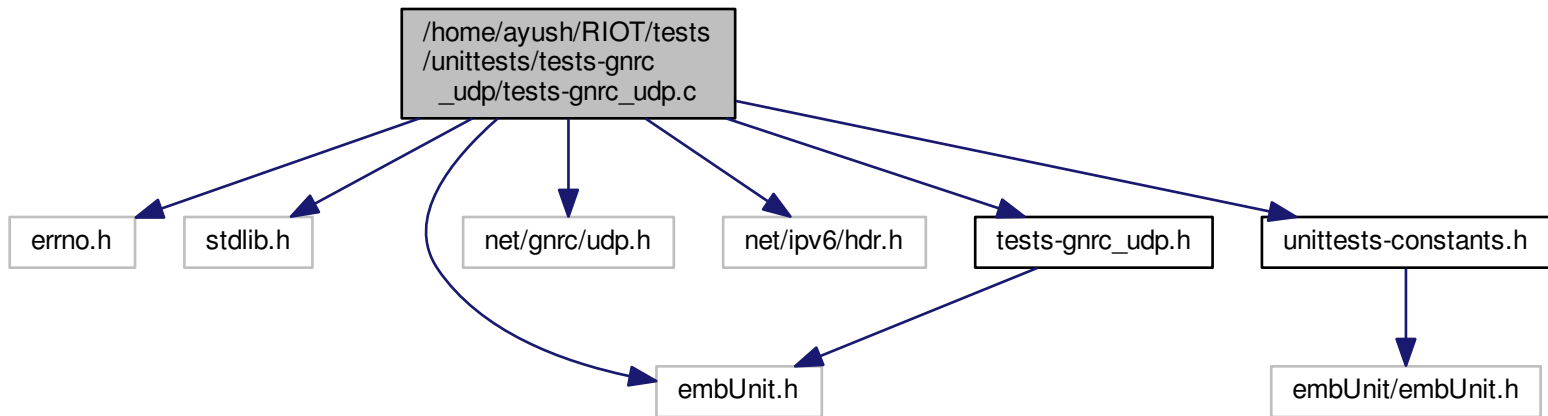 /home/ayush/RIOT/tests
/unittests/tests-gnrc
_udp/tests-gnrc_udp.c
errno.h
stdlib.h
net/gnrc/udp.h
net/ipv6/hdr.h
tests-gnrc_udp.h
unittests-constants.h
embUnit.h
embUnit/embUnit.h